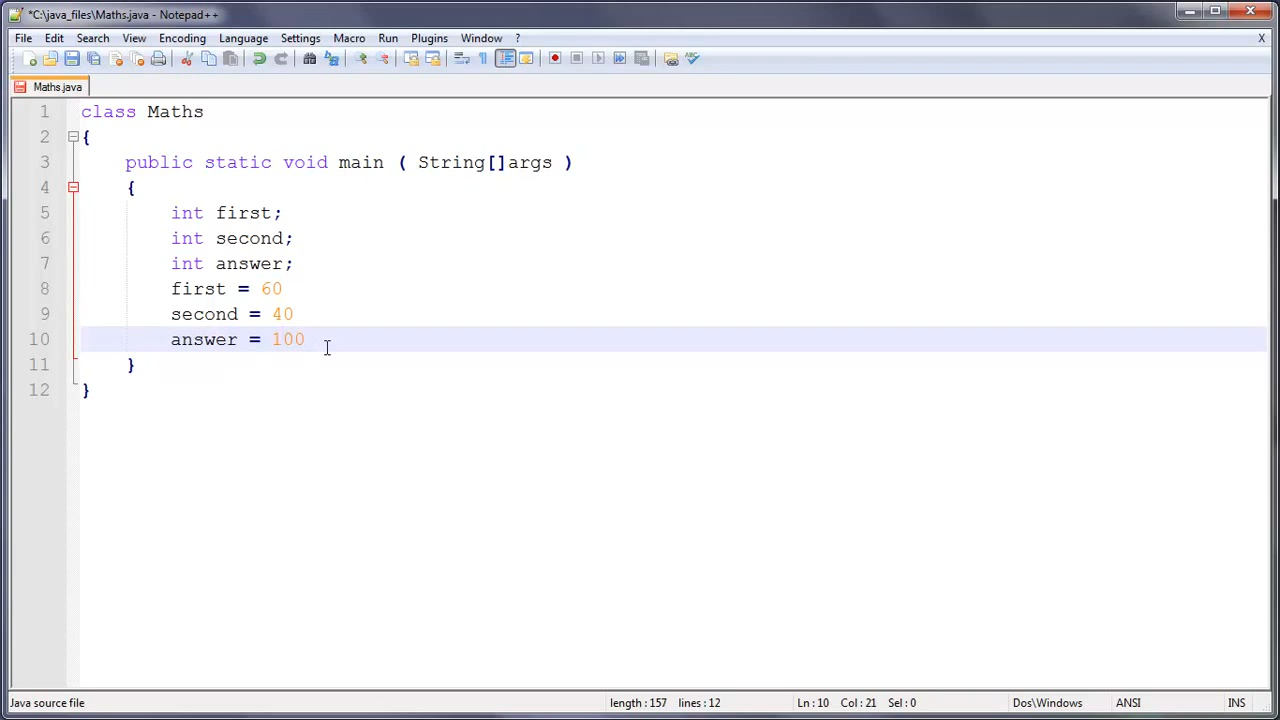 *C:\java_files\Maths.java - Notepad++
File Edit Search View Encoding Language Settings Macro Run Plugins Window ? X
Maths.java
1 class Maths
2 {
3 public static void main ( String[]args )
4 {
5 int first;
6 int second;
7 int answer;
8 first = 60
9 second = 40
10 answer = 100
11 }
12 }
Java source file length : 157 lines : 12 Ln : 10 Col : 21 Sel : 0 Dos\Windows ANSI INS